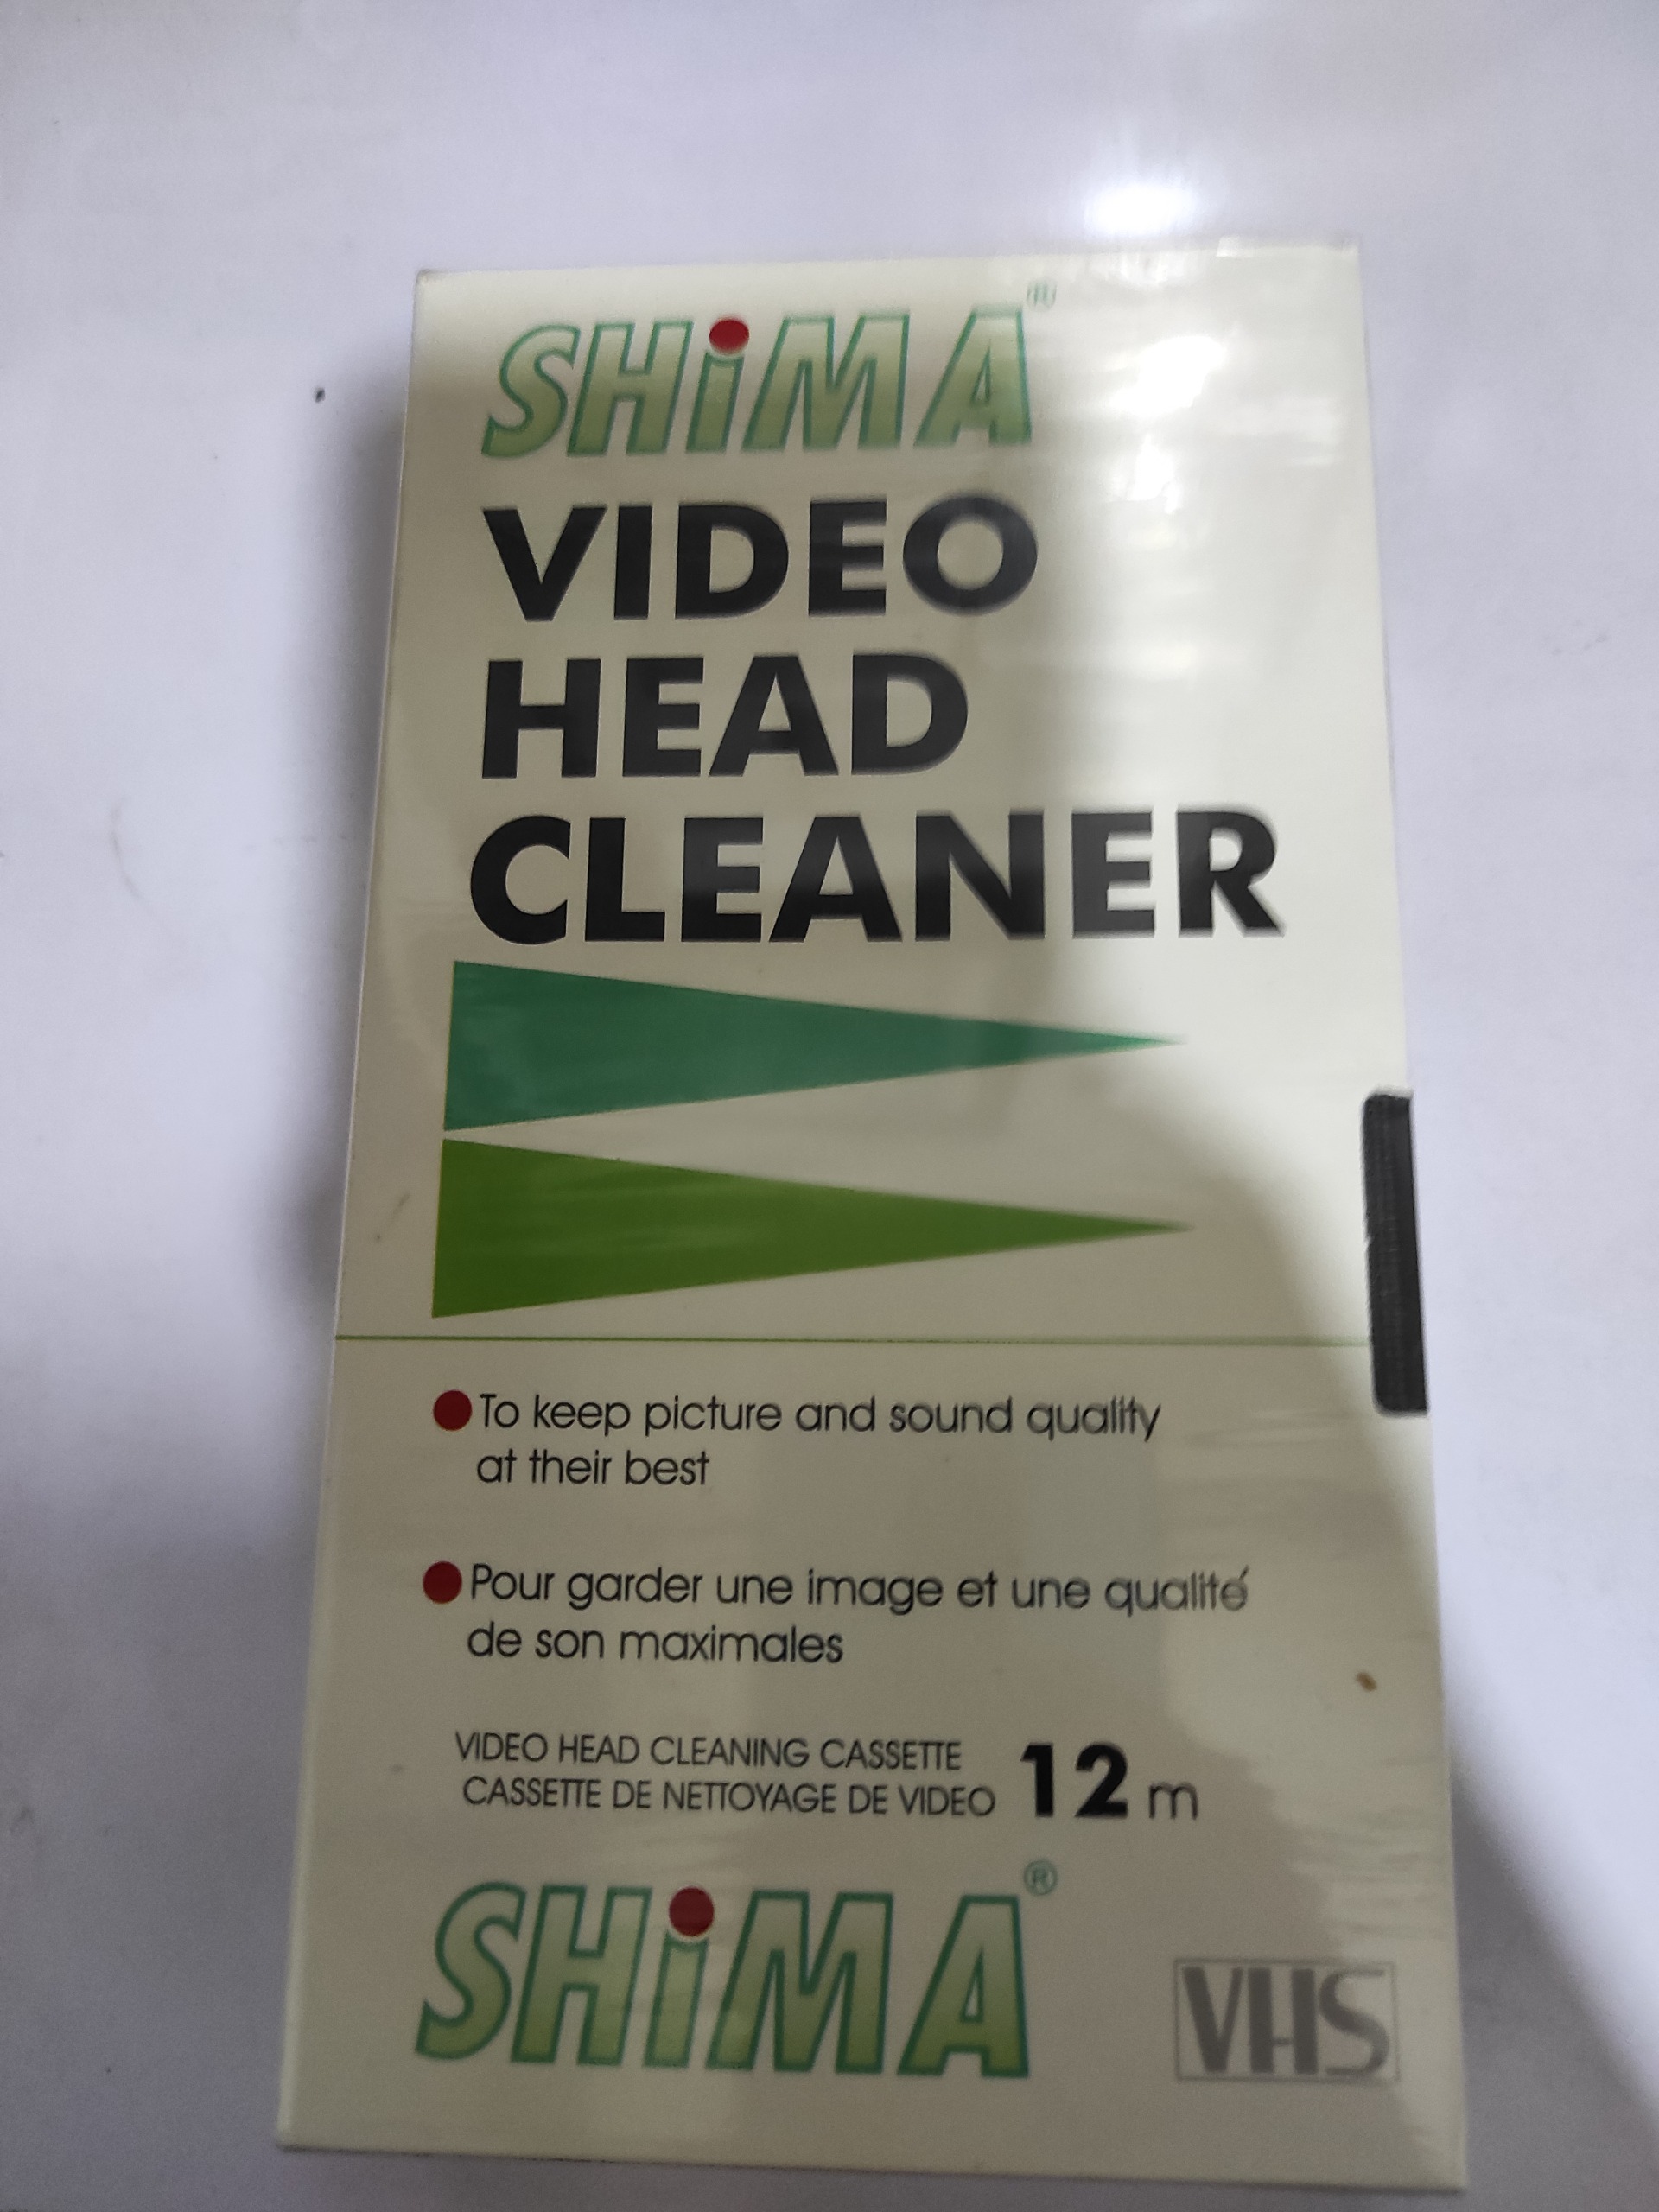 SHiMA®
VIDEO
HEAD
CLEANER
To keep picture and sound quality
at their best
Pour garder une image et une qualité
de son maximales
VIDEO HEAD CLEANING CASSETTE
CASSETTE DE NETTOYAGE DE VIDEO 12 m
SHiMA®
VHS